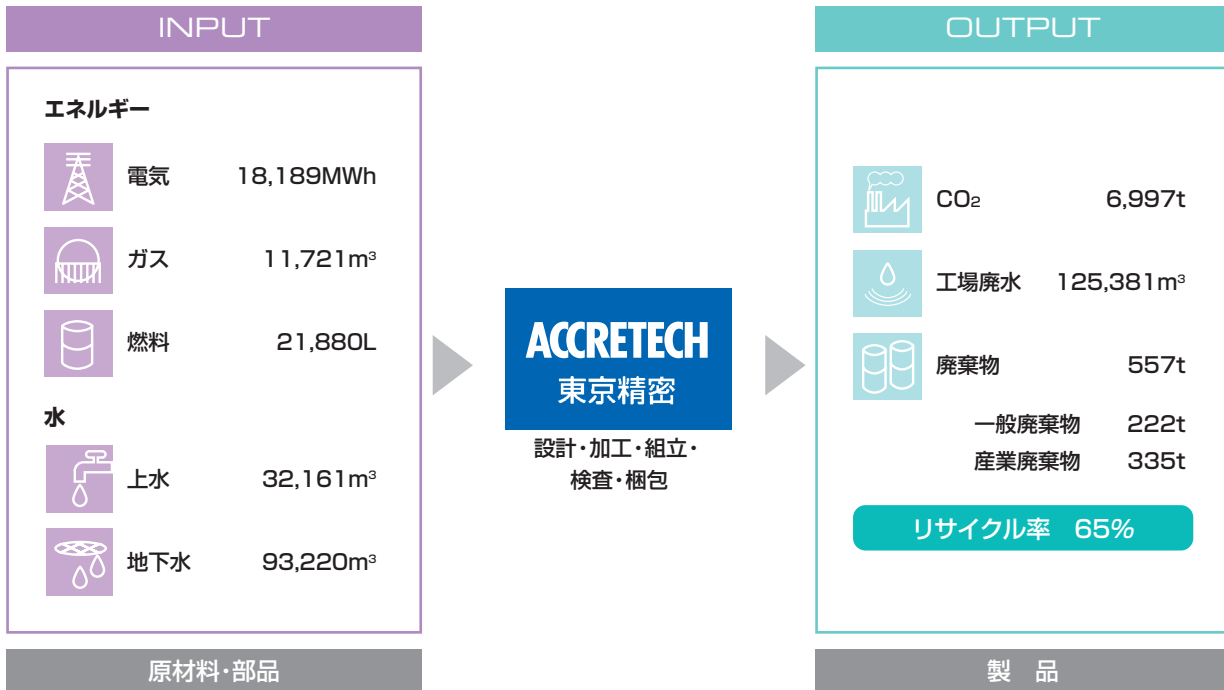 INPUT
エネルギー
電気 18,189MWh
ガス 11,721m³
燃料 21,880L
水
上水 32,161m³
地下水 93,220m³
原材料・部品
ACCRETECH
東京精密
設計・加工・組立・
検査・梱包
OUTPUT
CO₂ 6,997t
工場廃水 125,381m³
廃棄物 557t
一般廃棄物 222t
産業廃棄物 335t
リサイクル率 65%
製 品